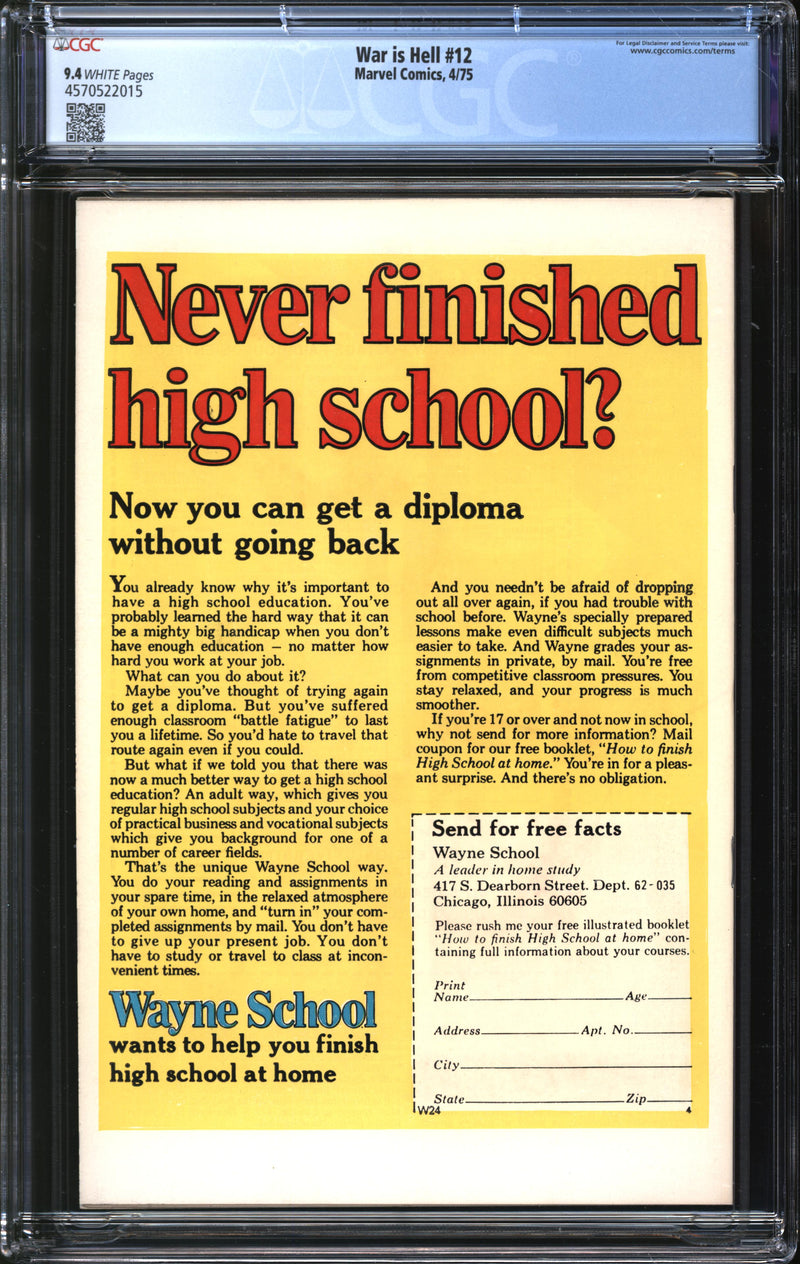 CGC
9.4 WHITE Pages
4570522015
War is Hell #12
Marvel Comics, 4/75
For Legal Disclaimer and Service Terms please visit:
www.cgccomics.com/terms
CGC
Never finished
high school?
Now you can get a diploma
without going back
You already know why it's important to
have a high school education. You've
probably learned the hard way that it can
be a mighty big handicap when you don't
have enough education — no matter how
hard you work at your job.
What can you do about it?
Maybe you've thought of trying again
to get a diploma. But you've suffered
enough classroom "battle fatigue" to last
you a lifetime. So you'd hate to travel that
route again even if you could.
But what if we told you that there was
now a much better way to get a high school
education? An adult way, which gives you
regular high school subjects and your choice
of practical business and vocational subjects
which give you background for one of a
number of career fields.
That's the unique Wayne School way.
You do your reading and assignments in
your spare time, in the relaxed atmosphere
of your own home, and "turn in" your com-
pleted assignments by mail. You don't have
to give up your present job. You don't
have to study or travel to class at incon-
venient times.
Wayne School
wants to help you finish
high school at home
And you needn't be afraid of dropping
out all over again, if you had trouble with
school before. Wayne's specially prepared
lessons make even difficult subjects much
easier to take. And Wayne grades your as-
signments in private, by mail. You're free
from competitive classroom pressures. You
stay relaxed, and your progress is much
smoother.
If you're 17 or over and not now in school,
why not send for more information? Mail
coupon for our free booklet, "How to finish
High School at home." You're in for a pleas-
ant surprise. And there's no obligation.
Send for free facts
Wayne School
A leader in home study
417 S. Dearborn Street. Dept. 62-035
Chicago, Illinois 60605
Please rush me your free illustrated booklet
"How to finish High School at home" con-
taining full information about your courses.
Print
Name Age
Address Apt. No.
City
State Zip
W24 4